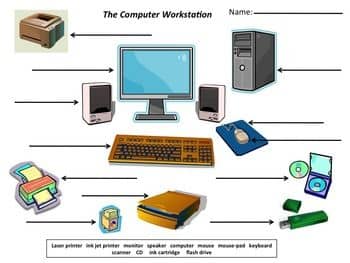 The Computer Workstation
Name:
Laser printer ink jet printer monitor speaker computer mouse mouse-pad keyboard
scanner CD ink cartridge flash drive